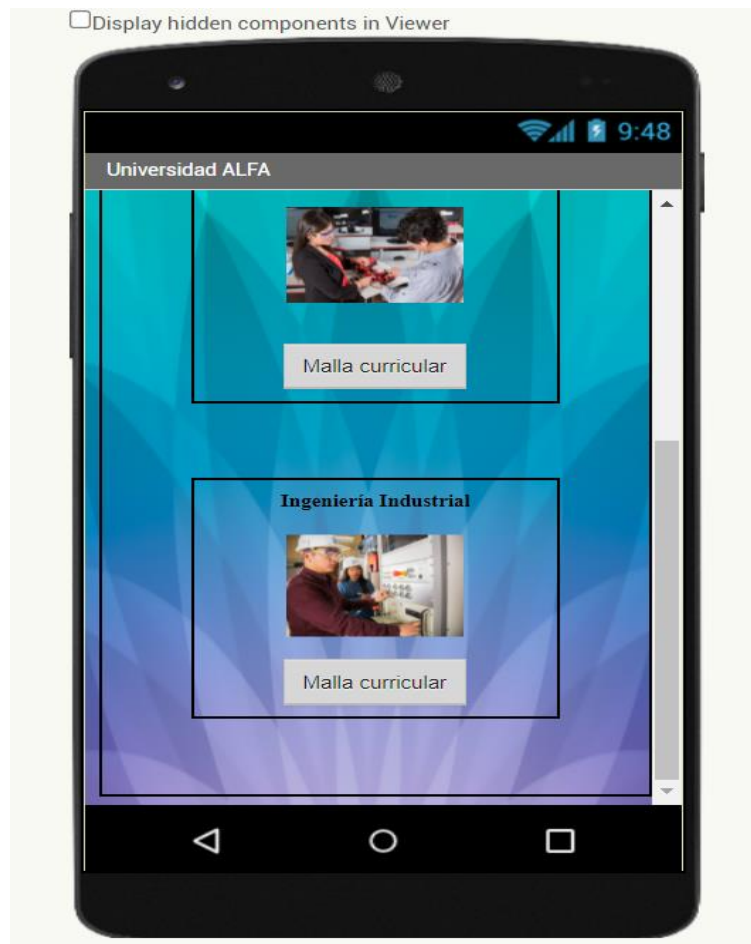 Display hidden components in Viewer
9:48
Universidad ALFA
Malla curricular
Ingeniería Industrial
Malla curricular